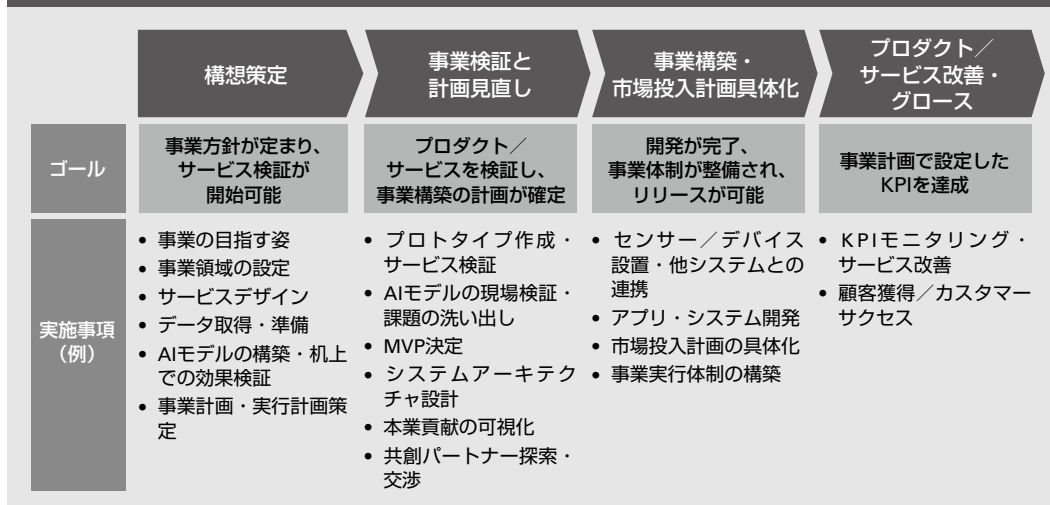 構想策定
事業検証と
計画見直し
事業構築・
市場投入計画具体化
プロダクト／
サービス改善・
グロース
ゴール
事業方針が定まり、
サービス検証が
開始可能
プロダクト／
サービスを検証し、
事業構築の計画が確定
開発が完了、
事業体制が整備され、
リリースが可能
事業計画で設定した
KPIを達成
実施事項
（例）
• 事業の目指す姿
• 事業領域の設定
• サービスデザイン
• データ取得・準備
• AIモデルの構築・机上
での効果検証
• 事業計画・実行計画策
定
• プロトタイプ作成・
サービス検証
• AIモデルの現場検証・
課題の洗い出し
• MVP決定
• システムアーキテク
チャ設計
• 本業貢献の可視化
• 共創パートナー探索・
交渉
• センサー／デバイス
設置・他システムとの
連携
• アプリ・システム開発
• 市場投入計画の具体化
• 事業実行体制の構築
• KPIモニタリング・
サービス改善
• 顧客獲得／カスタマー
サクセス